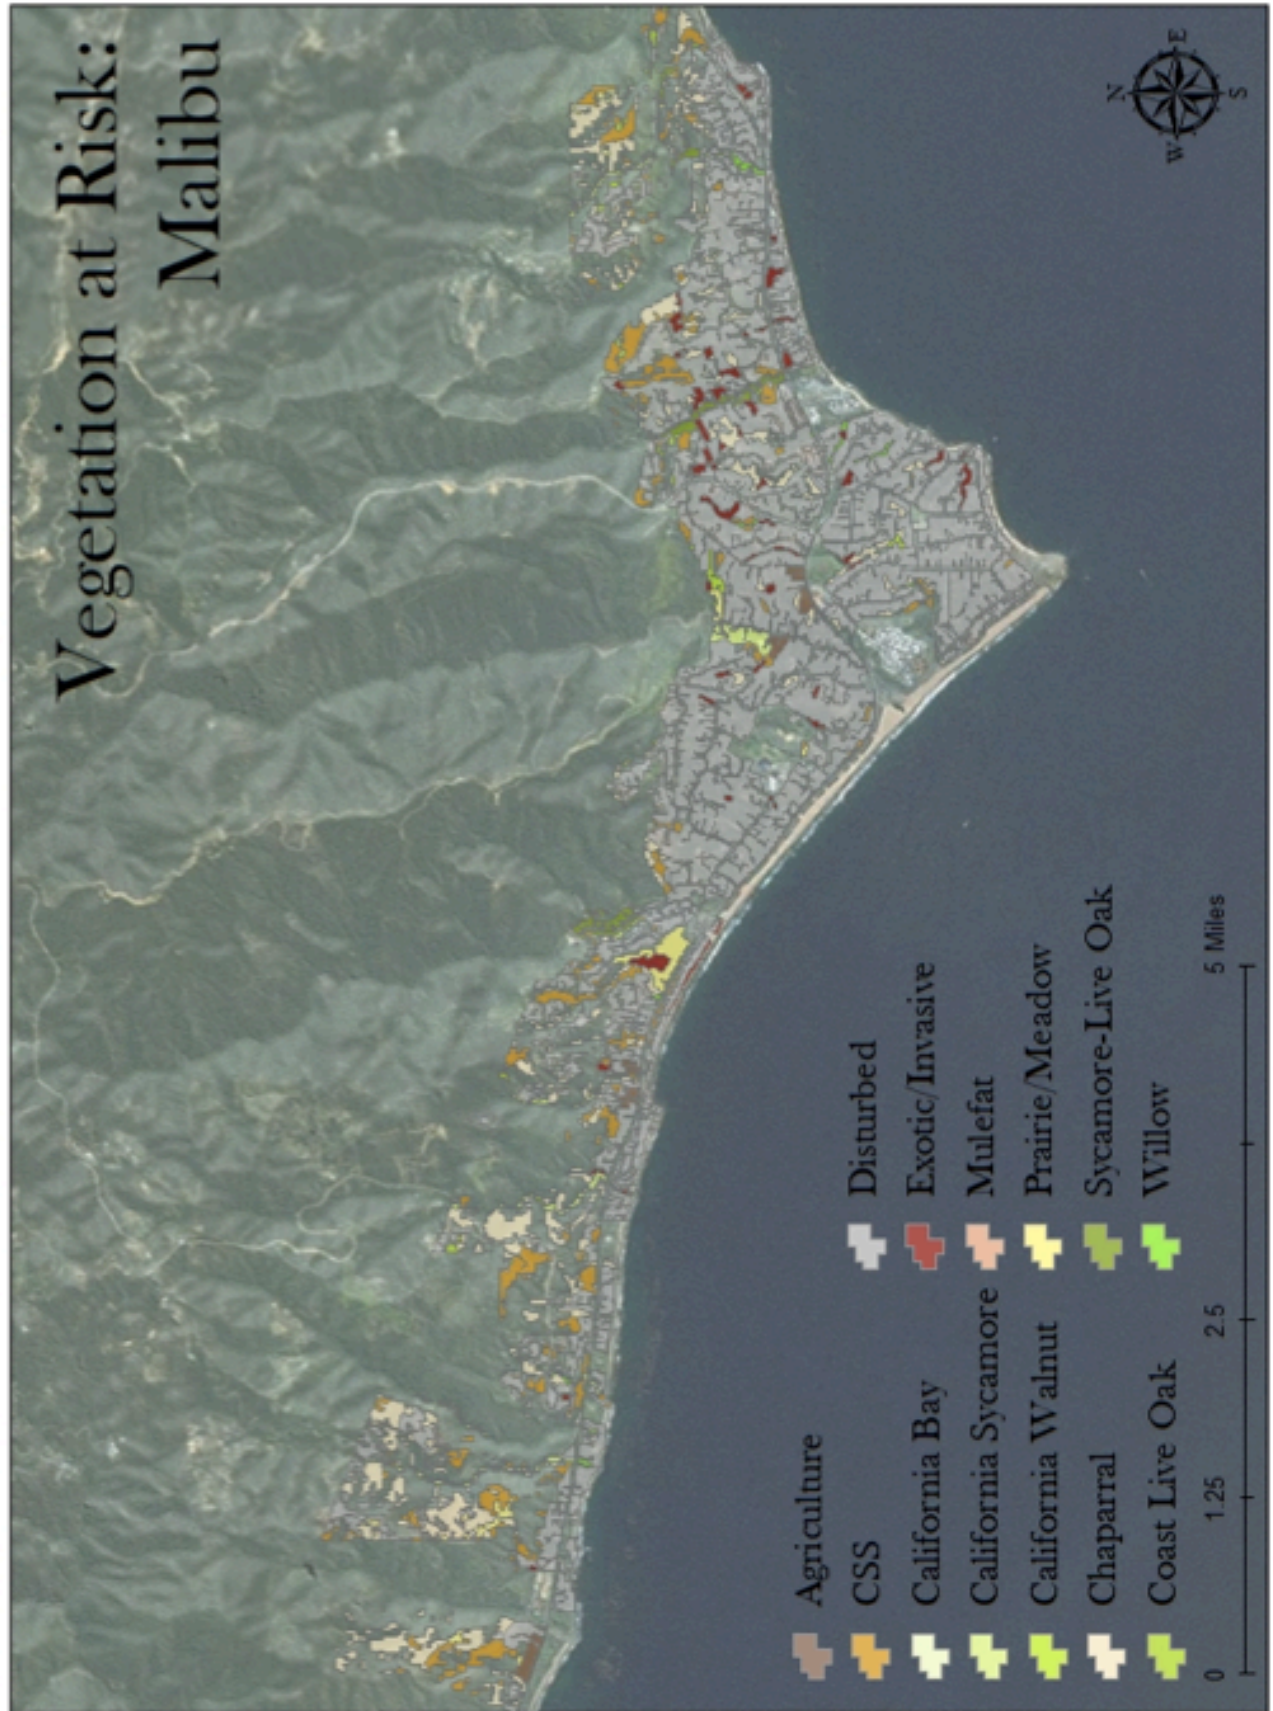 Vegetation at Risk:
Malibu
N
W
E
S
Agriculture
CSS
California Bay
California Sycamore
California Walnut
Chaparral
Coast Live Oak
Disturbed
Exotic/Invasive
Mulefat
Prairie/Meadow
Sycamore-Live Oak
Willow
0 1.25 2.5 5 Miles